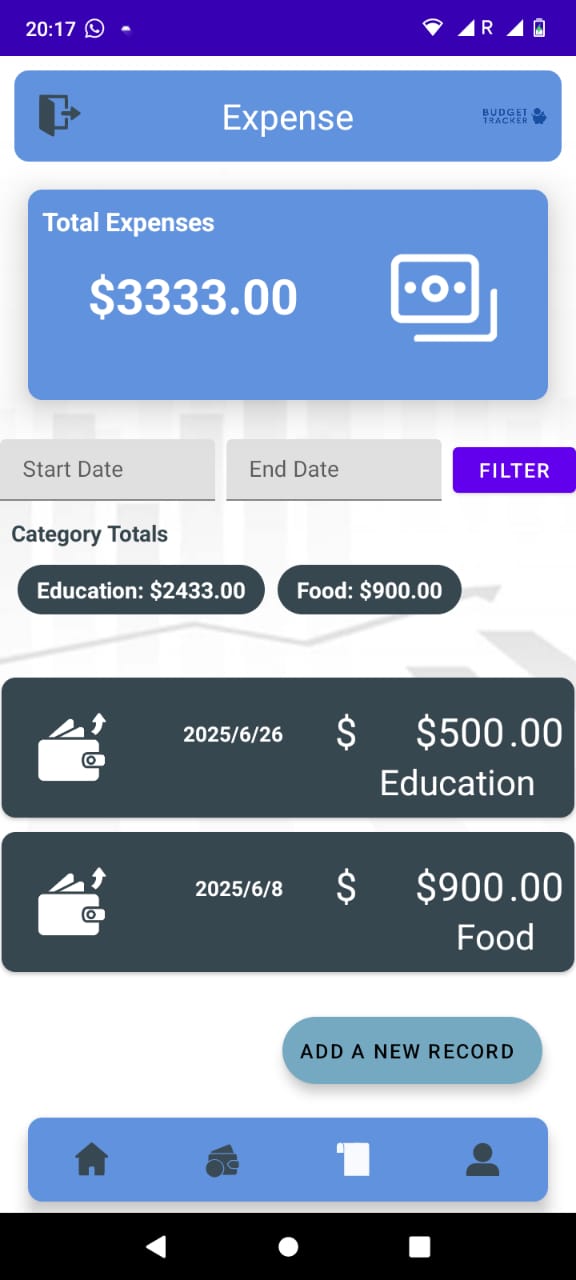 20:17 R
Expense
BUDGET
TRACKER
Total Expenses
$3333.00
Start Date End Date FILTER
Category Totals
Education: $2433.00 Food: $900.00
2025/6/26 $ $500.00
Education
2025/6/8 $ $900.00
Food
ADD A NEW RECORD